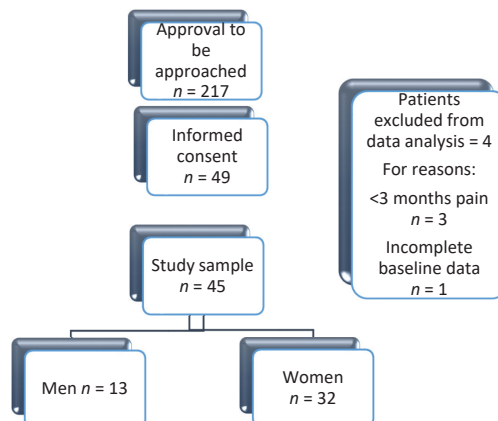 Approval to
be
approached
n = 217
Informed
consent
n = 49
Patients
excluded from
data analysis = 4
For reasons:
<3 months pain
n = 3
Incomplete
baseline data
n = 1
Study sample
n = 45
Men n = 13
Women
n = 32